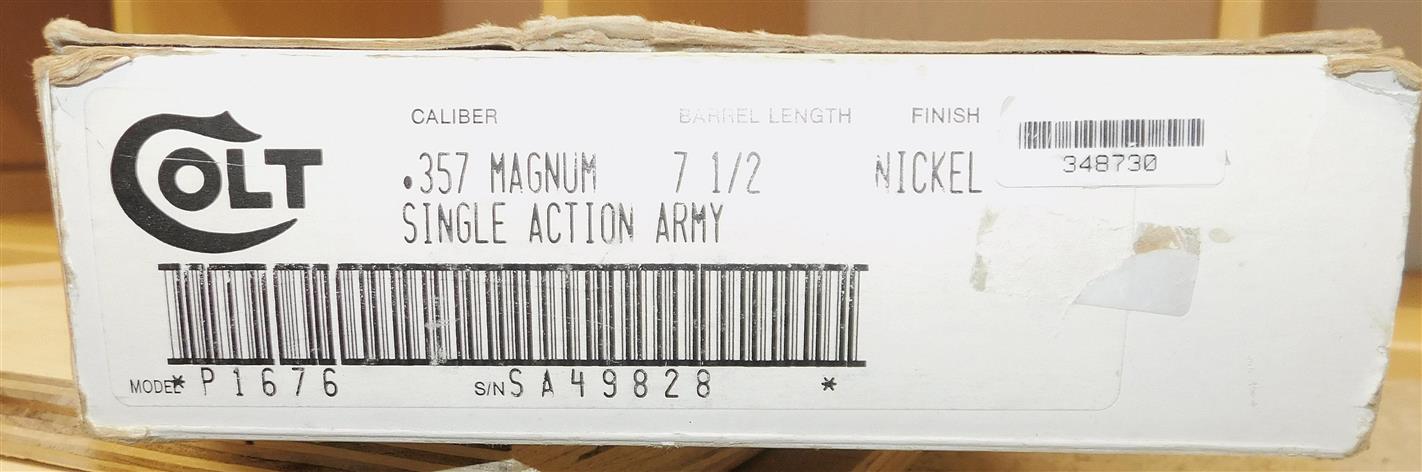 COLT
CALIBER BARREL LENGTH FINISH
.357 MAGNUM 7 1/2 NICKEL
348730
SINGLE ACTION ARMY
MODEL *P1676 S/N SA49828 *